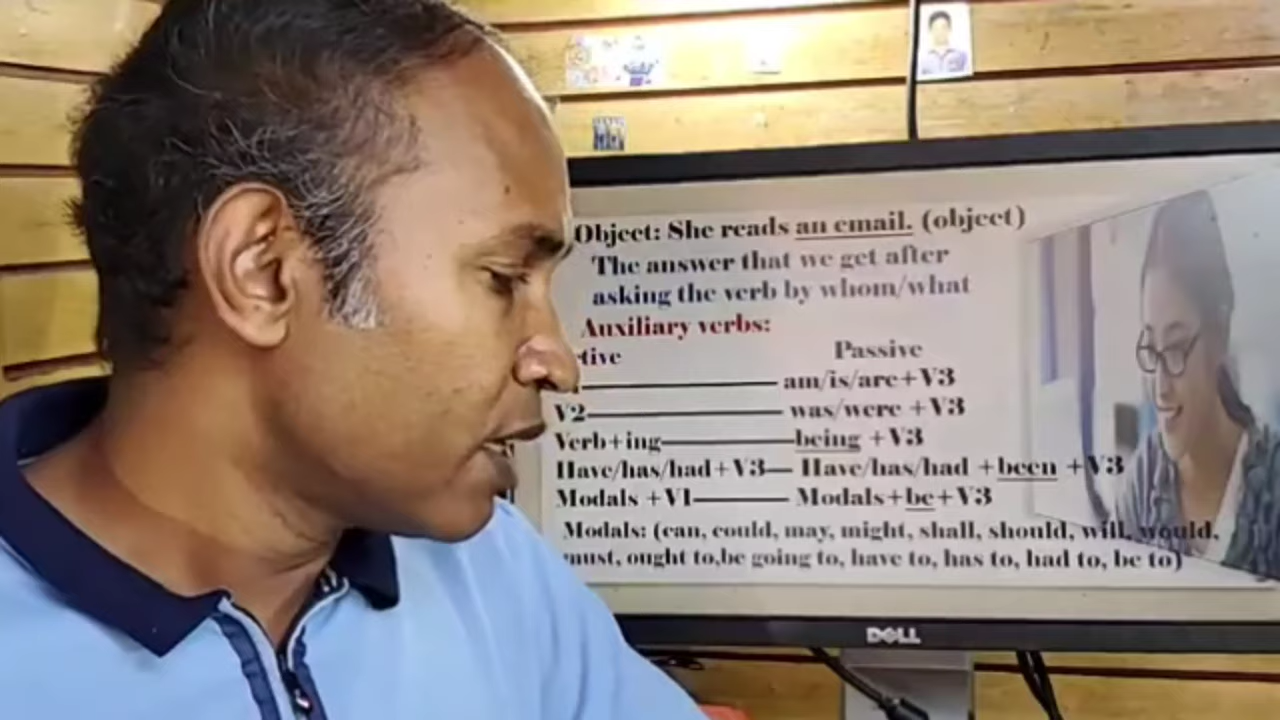 Object: She reads an email. (object)
The answer that we get after
asking the verb by whom/what
Auxiliary verbs:
tive Passive
am/is/are+V3
V2 was/were +V3
Verb+ing being +V3
Have/has/had+V3 Have/has/had +been +V3
Modals +V1 Modals+be+V3
Modals: (can, could, may, might, shall, should, will, would,
must, ought to,be going to, have to, has to, had to, be to)
DELL